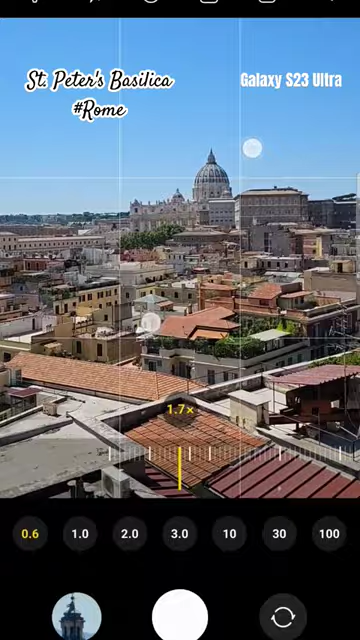 St. Peter's Basilica
#Rome
Galaxy S23 Ultra
1.7×
0.6 1.0 2.0 3.0 10 30 100